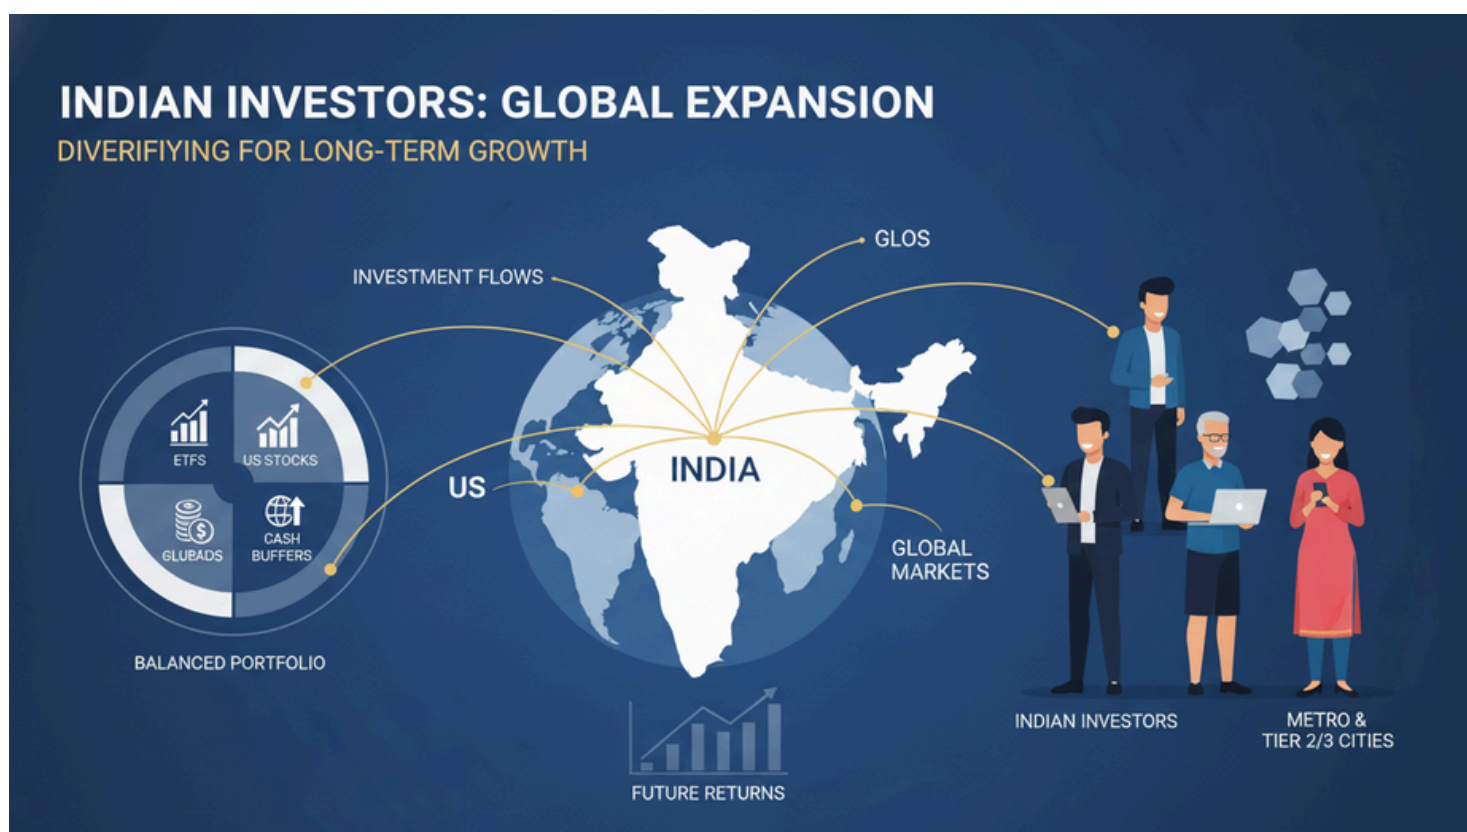 INDIAN INVESTORS: GLOBAL EXPANSION
DIVERIFIYING FOR LONG-TERM GROWTH
GLOS
INVESTMENT FLOWS
ETFS
US STOCKS
GLUBADS
CASH
BUFFERS
BALANCED PORTFOLIO
US
INDIA
GLOBAL
MARKETS
FUTURE RETURNS
INDIAN INVESTORS
METRO &
TIER 2/3 CITIES